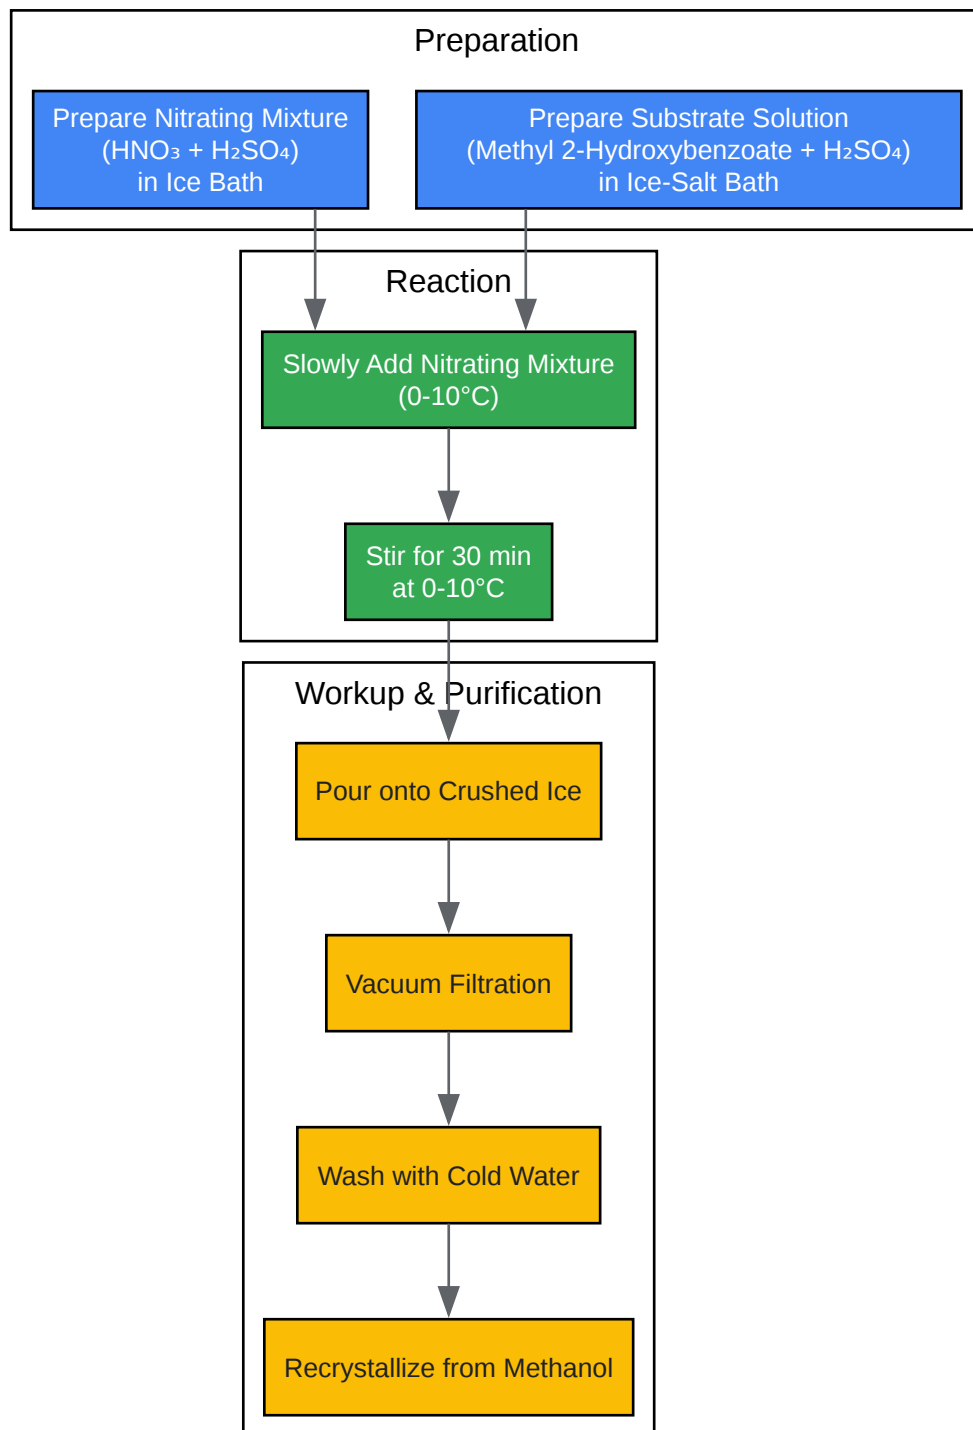 Preparation
Prepare Nitrating Mixture
(HNO₃ + H₂SO₄)
in Ice Bath
Prepare Substrate Solution
(Methyl 2-Hydroxybenzoate + H₂SO₄)
in Ice-Salt Bath
Reaction
Slowly Add Nitrating Mixture
(0-10°C)
Stir for 30 min
at 0-10°C
Workup & Purification
Pour onto Crushed Ice
Vacuum Filtration
Wash with Cold Water
Recrystallize from Methanol